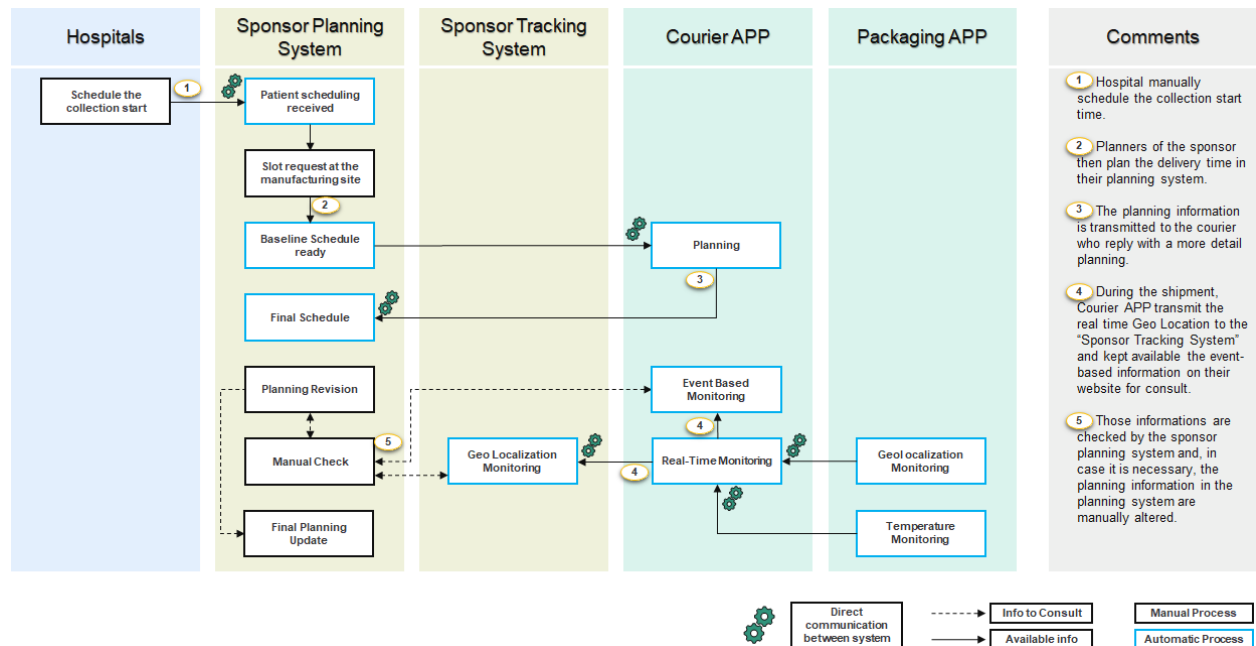 Hospitals
Sponsor Planning
System
Sponsor Tracking
System
Courier APP
Packaging APP
Comments
Schedule the
collection start
1
Patient scheduling
received
Slot request at the
manufacturing site
2
Baseline Schedule
ready
Planning
3
Final Schedule
Planning Revision
Event Based
Monitoring
4
5
Manual Check
Geo Localization
Monitoring
4
Real-Time Monitoring
GeoLocalization
Monitoring
Final Planning
Update
Temperature
Monitoring
1 Hospital manually
schedule the collection start
time.
2 Planners of the sponsor
then plan the delivery time in
their planning system.
3 The planning information
is transmitted to the courier
who reply with a more detail
planning.
4 During the shipment,
Courier APP transmit the
real time Geo Location to the
“Sponsor Tracking System”
and kept available the event-
based information on their
website for consult.
5 Those informations are
checked by the sponsor
planning system and, in
case it is necessary, the
planning information in the
planning system are
manually altered.
Direct
communication
between system
Info to Consult
Available info
Manual Process
Automatic Process